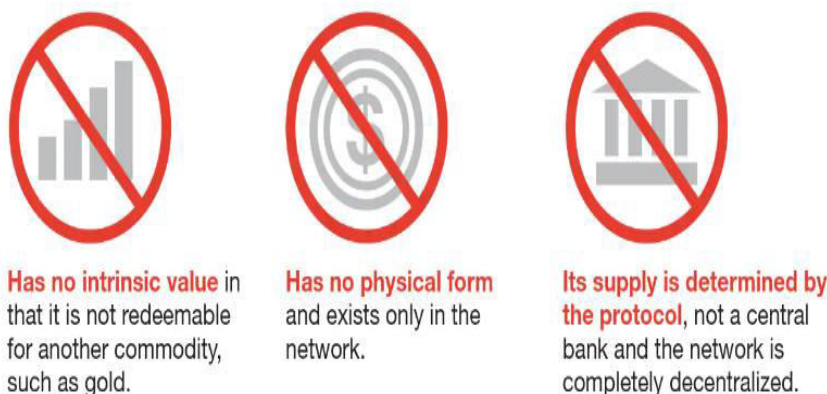 Has no intrinsic value in
that it is not redeemable
for another commodity,
such as gold.
Has no physical form
and exists only in the
network.
Its supply is determined by
the protocol, not a central
bank and the network is
completely decentralized.